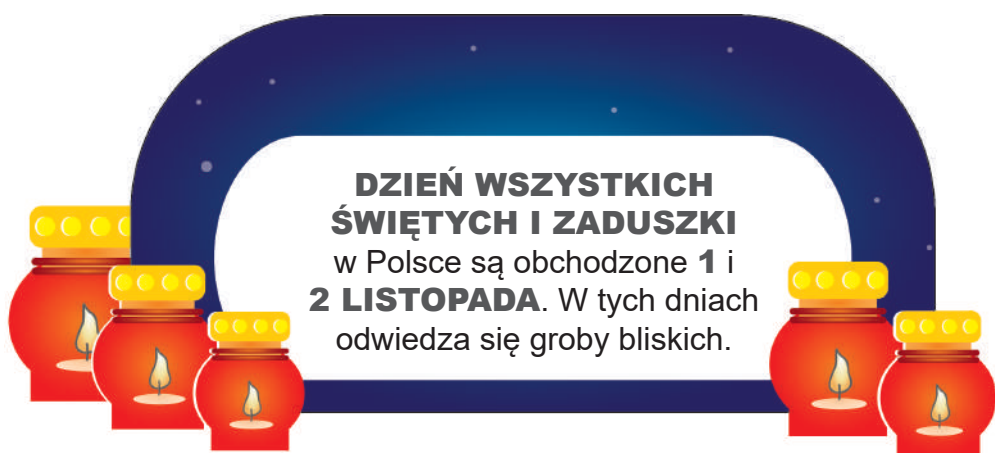 DZIEŃ WSZYSTKICH
ŚWIĘTYCH I ZADUSZKI
w Polsce są obchodzone 1 i
2 LISTOPADA. W tych dniach
odwiedza się groby bliskich.